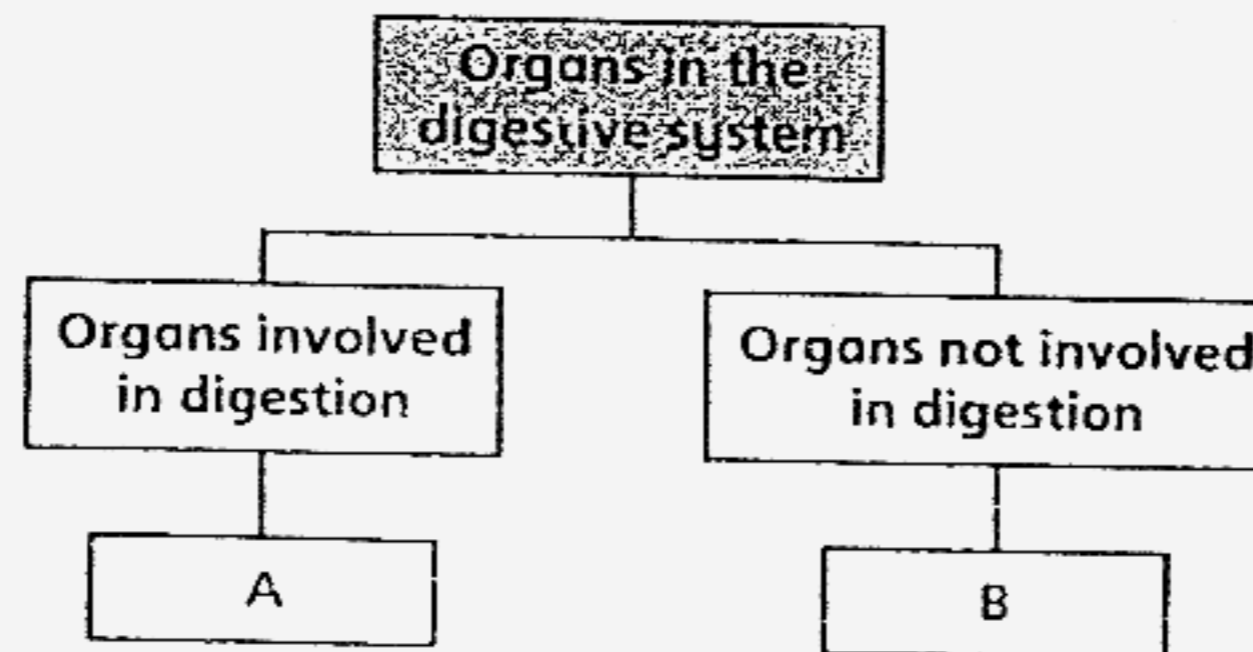 Organs in the
digestive system
Organs involved
in digestion
Organs not involved
in digestion
A
B